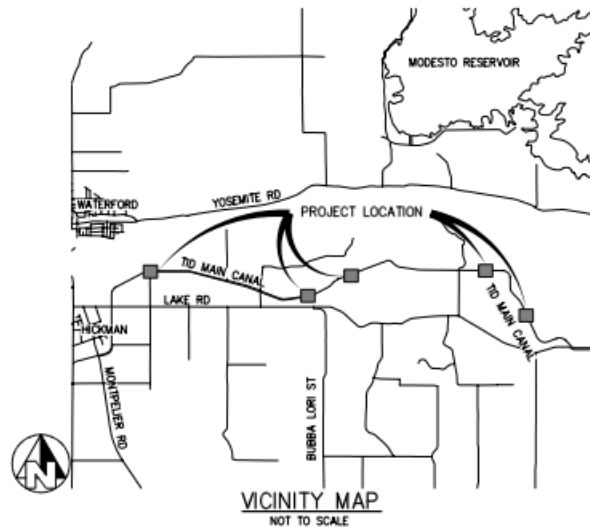 MODESTO RESERVOIR
WATERFORD
YOSEMITE RD
PROJECT LOCATION
TID MAIN CANAL
LAKE RD
TID MAIN CANAL
HICKMAN
MONTPELIER RD
BUBBA LORI ST
N
VICINITY MAP
NOT TO SCALE